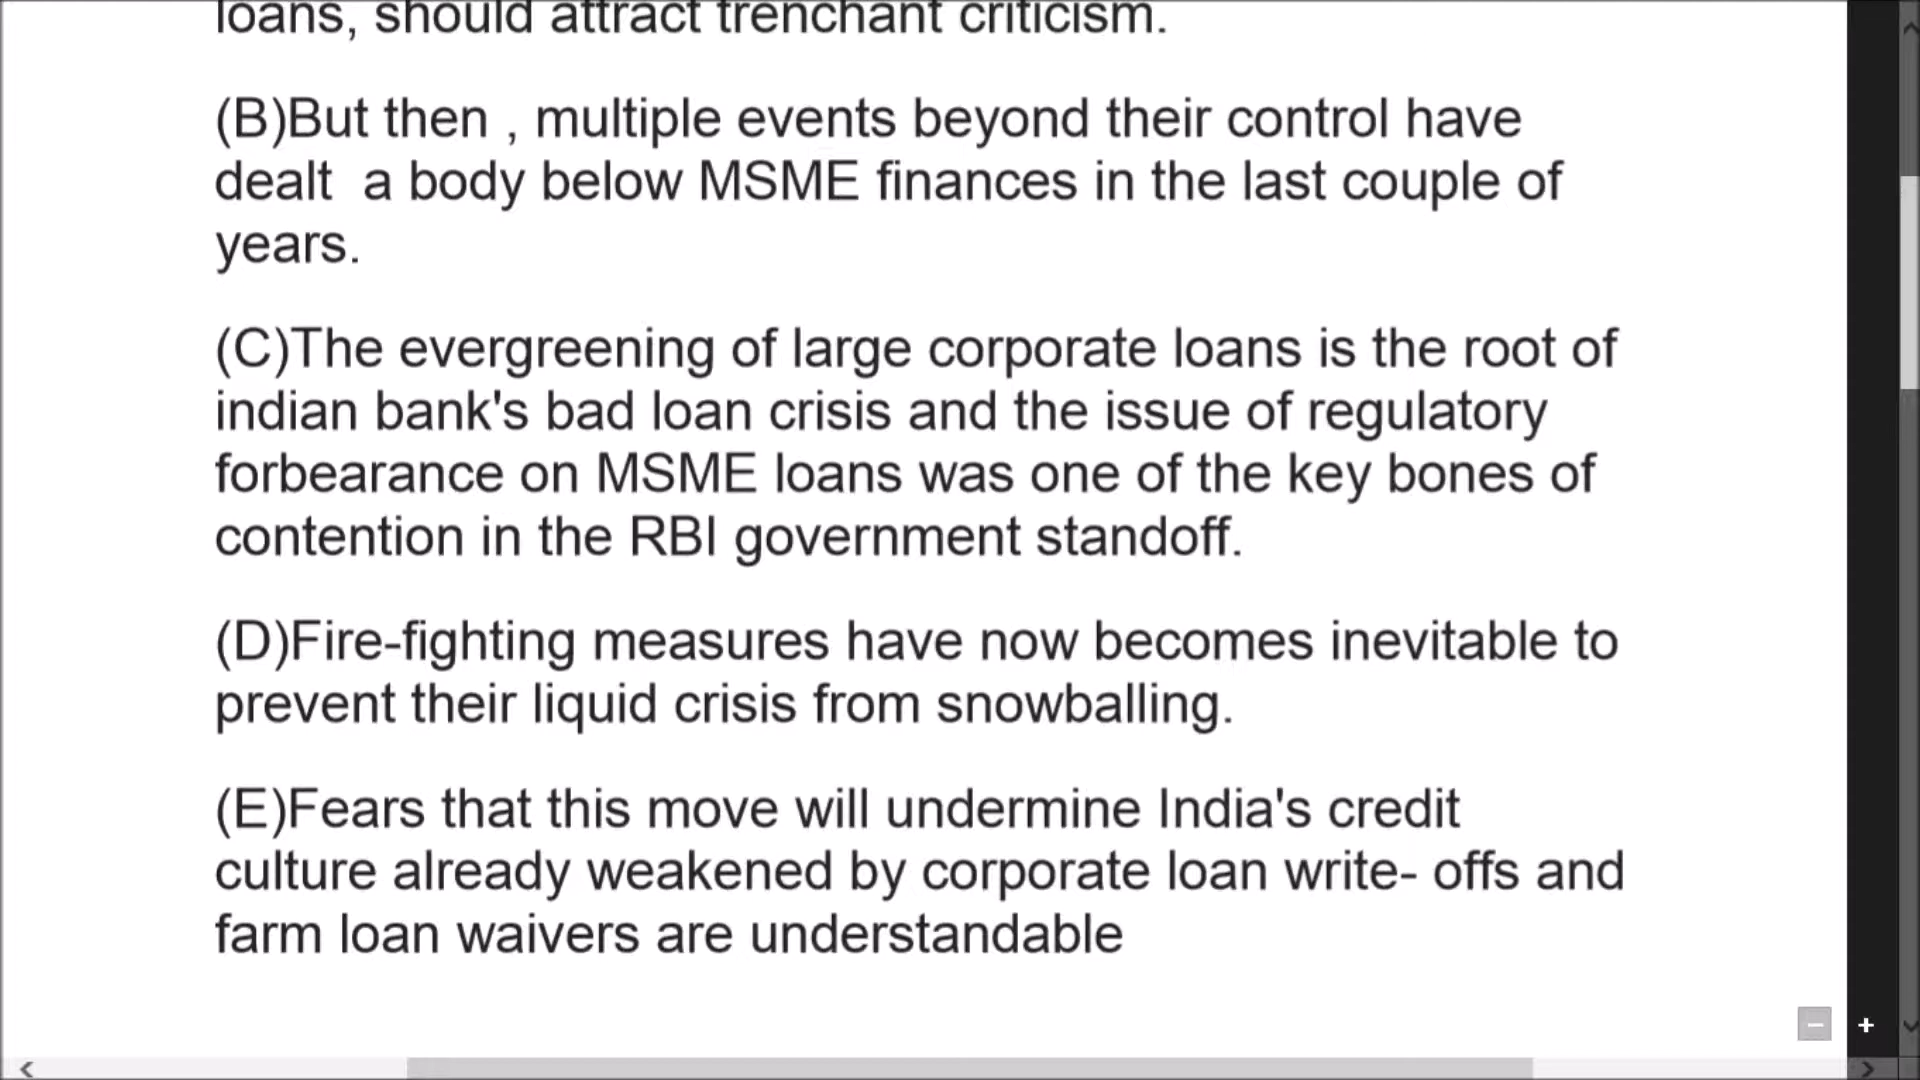 loans, should attract trenchant criticism.
(B)But then , multiple events beyond their control have
dealt  a body below MSME finances in the last couple of
years.
(C)The evergreening of large corporate loans is the root of
indian bank's bad loan crisis and the issue of regulatory
forbearance on MSME loans was one of the key bones of
contention in the RBI government standoff.
(D)Fire-fighting measures have now becomes inevitable to
prevent their liquid crisis from snowballing.
(E)Fears that this move will undermine India's credit
culture already weakened by corporate loan write- offs and
farm loan waivers are understandable